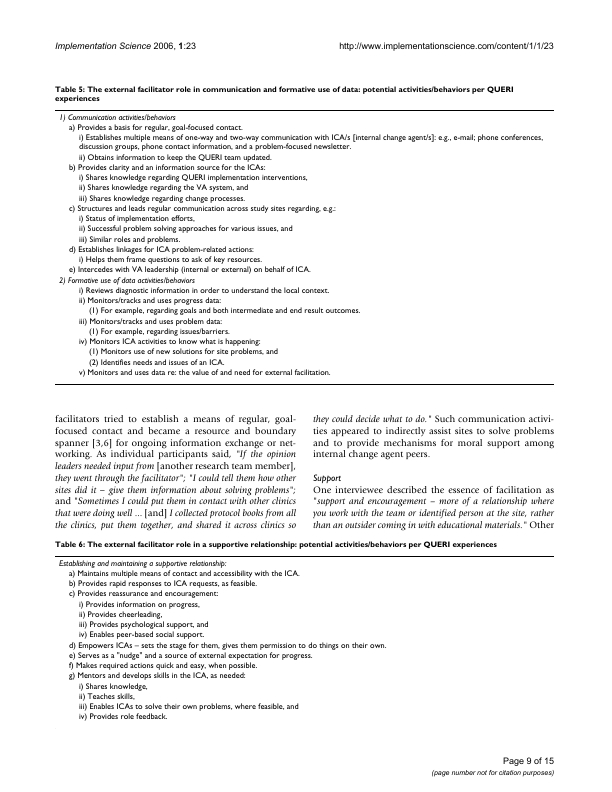 Implementation Science 2006, 1:23
http://www.implementationscience.com/content/1/1/23
Table 5: The external facilitator role in communication and formative use of data: potential activities/behaviors per QUERI
experiences
1) Communication activities/behaviors
a) Provides a basis for regular, goal-focused contact.
i) Establishes multiple means of one-way and two-way communication with ICA/s [internal change agent/s]: e.g., e-mail; phone conferences,
discussion groups, phone contact information, and a problem-focused newsletter.
ii) Obtains information to keep the QUERI team updated.
b) Provides clarity and an information source for the ICAs:
i) Shares knowledge regarding QUERI implementation interventions,
ii) Shares knowledge regarding the VA system, and
iii) Shares knowledge regarding change processes.
c) Structures and leads regular communication across study sites regarding, e.g.:
i) Status of implementation efforts,
ii) Successful problem solving approaches for various issues, and
iii) Similar roles and problems.
d) Establishes linkages for ICA problem-related actions:
i) Helps them frame questions to ask of key resources.
e) Intercedes with VA leadership (internal or external) on behalf of ICA.
2) Formative use of data activities/behaviors
i) Reviews diagnostic information in order to understand the local context.
ii) Monitors/tracks and uses progress data:
(1) For example, regarding goals and both intermediate and end result outcomes.
iii) Monitors/tracks and uses problem data:
(1) For example, regarding issues/barriers.
iv) Monitors ICA activities to know what is happening:
(1) Monitors use of new solutions for site problems, and
(2) Identifies needs and issues of an ICA.
v) Monitors and uses data re: the value of and need for external facilitation.
facilitators tried to establish a means of regular, goal-
focused contact and became a resource and boundary
spanner [3,6] for ongoing information exchange or net-
working. As individual participants said, "If the opinion
leaders needed input from [another research team member],
they went through the facilitator"; "I could tell them how other
sites did it – give them information about solving problems";
and "Sometimes I could put them in contact with other clinics
that were doing well ... [and] I collected protocol books from all
the clinics, put them together, and shared it across clinics so
they could decide what to do." Such communication activi-
ties appeared to indirectly assist sites to solve problems
and to provide mechanisms for moral support among
internal change agent peers.
Support
One interviewee described the essence of facilitation as
"support and encouragement – more of a relationship where
you work with the team or identified person at the site, rather
than an outsider coming in with educational materials." Other
Table 6: The external facilitator role in a supportive relationship: potential activities/behaviors per QUERI experiences
Establishing and maintaining a supportive relationship:
a) Maintains multiple means of contact and accessibility with the ICA.
b) Provides rapid responses to ICA requests, as feasible.
c) Provides reassurance and encouragement:
i) Provides information on progress,
ii) Provides cheerleading,
iii) Provides psychological support, and
iv) Enables peer-based social support.
d) Empowers ICAs – sets the stage for them, gives them permission to do things on their own.
e) Serves as a "nudge" and a source of external expectation for progress.
f) Makes required actions quick and easy, when possible.
g) Mentors and develops skills in the ICA, as needed:
i) Shares knowledge,
ii) Teaches skills,
iii) Enables ICAs to solve their own problems, where feasible, and
iv) Provides role feedback.
Page 9 of 15
(page number not for citation purposes)